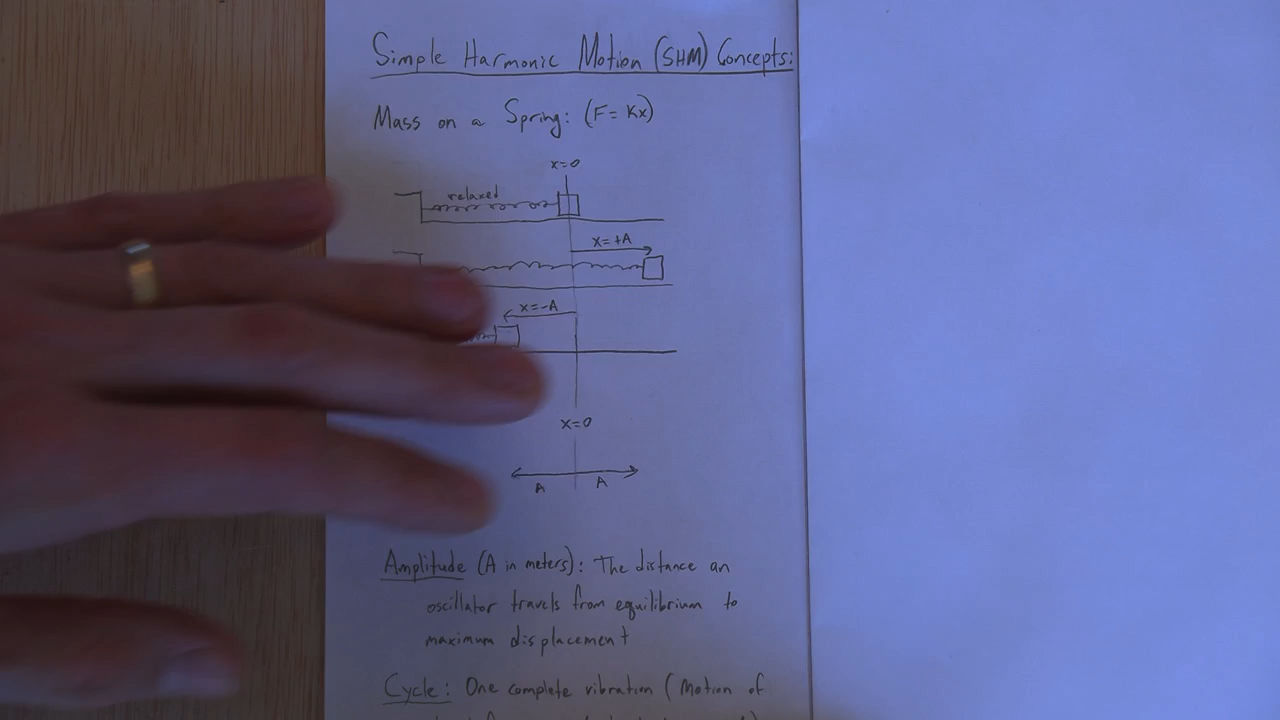 Simple Harmonic Motion (SHM) Concepts:
Mass on a Spring: (F = Kx)
x=0
relaxed
x=+A
x=-A
x=0
A A
Amplitude (A in meters): The distance an
oscillator travels from equilibrium to
maximum displacement
Cycle: One complete vibration (Motion of